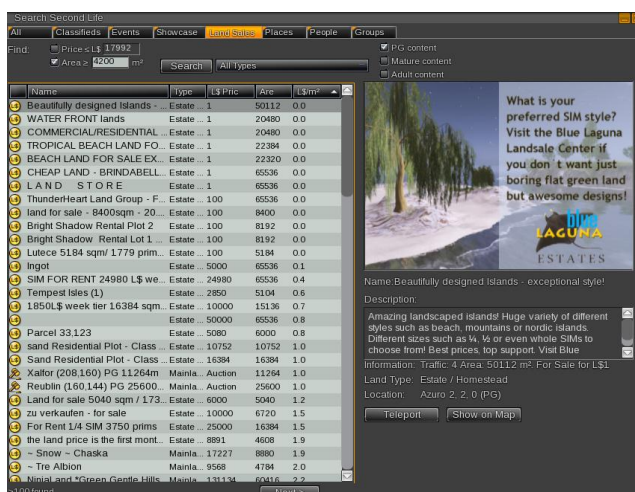 Search Second Life
All Classifieds Events Showcase Land Sales Places People Groups
Find: Price ≤ L$ 17992 PG content
Area ≥ 4200 m² Search All Types Mature content
Adult content
Name Type L$ Pric Are L$/m²
Beautifully designed Islands - ... Estate ... 1 50112 0.0
WATER FRONT lands Estate ... 1 20480 0.0
COMMERCIAL/RESIDENTIAL ... Estate ... 1 20480 0.0
TROPICAL BEACH LAND FO... Estate ... 1 22384 0.0
BEACH LAND FOR SALE EX... Estate ... 1 22320 0.0
CHEAP LAND - BRINDABELL... Estate ... 1 65536 0.0
L A N D S T O R E Estate ... 1 65536 0.0
ThunderHeart Land Group - F... Estate ... 100 65536 0.0
land for sale - 8400sqm - 20.... Estate ... 100 8400 0.0
Bright Shadow Rental Plot 2 Estate ... 100 8192 0.0
Bright Shadow Rental Lot 1 ... Estate ... 100 8192 0.0
Lutece 5184 sqm/ 1779 prim... Estate ... 100 5184 0.0
Ingot Estate ... 5000 65536 0.1
SIM FOR RENT 24980 L$ we... Estate ... 24980 65536 0.4
Tempest Isles (1) Estate ... 2850 5104 0.6
1850L$ week tier 16384 sqm... Estate ... 10000 15136 0.7
Estate ... 50000 65536 0.8
Parcel 33,123 Estate ... 5080 6000 0.8
sand Residential Plot - Class ... Estate ... 10752 10752 1.0
Sand Residential Plot - Class ... Estate ... 16384 16384 1.0
Xalfor (208,160) PG 11264m Mainla... Auction 11264 1.0
Reublin (160,144) PG 25600... Mainla... Auction 25600 1.0
Land for sale 5040 sqm / 173... Estate ... 6000 5040 1.2
zu verkaufen - for sale Estate ... 10000 6720 1.5
For Rent 1/4 SIM 3750 prims Estate ... 25000 16384 1.5
the land price is the first mont... Estate ... 8891 4608 1.9
~ Snow ~ Chaska Mainla... 17227 8880 1.9
~ Tre Albion Mainla... 9568 4784 2.0
Ninjal and *Green Gentle Hills Mainla... 131134 60416 2.2
>100 found Next >
What is your
preferred SIM style?
Visit the Blue Laguna
Landsale Center if
you don´t want just
boring flat green land
but awesome designs!
blue
LAGUNA
ESTATES
Name:Beautifully designed Islands - exceptional style!
Description:
Amazing landscaped islands! Huge variety of different
styles such as beach, mountains or nordic islands.
Different sizes such as ¼, ½ or even whole SIMs to
choose from! Best prices, top support. Visit Blue
Information: Traffic: 4 Area: 50112 m². For Sale for L$1
Land Type: Estate / Homestead
Location: Azuro 2, 2, 0 (PG)
Teleport Show on Map